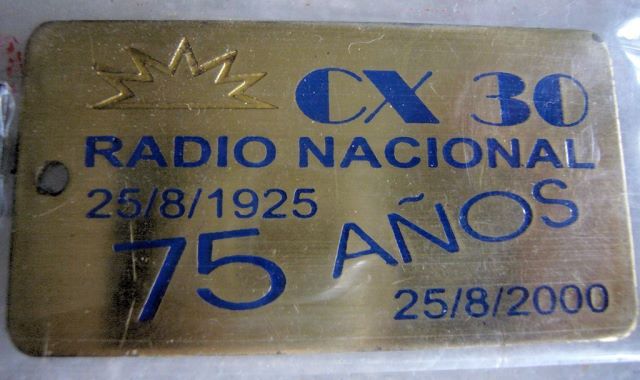 CX 30
RADIO NACIONAL
25/8/1925
75 AÑOS
25/8/2000